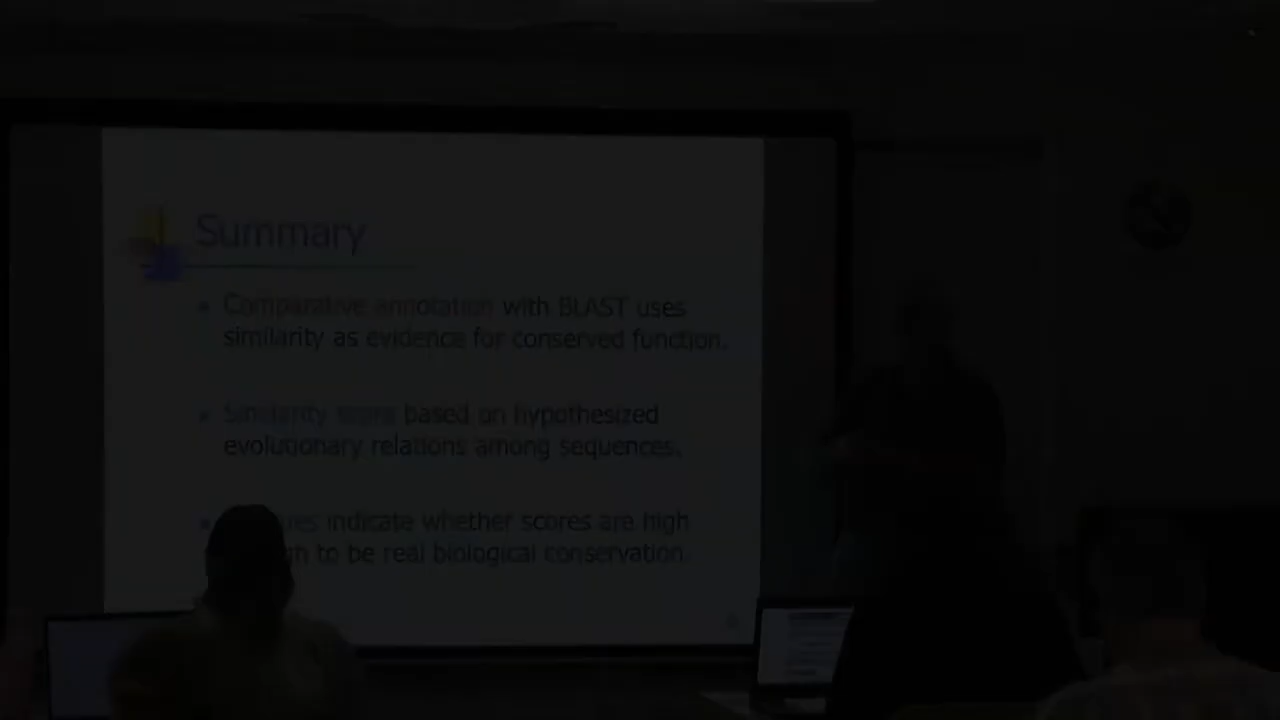 Summary
Comparative annotation with BLAST uses
similarity as evidence for conserved function.
Similarity score based on hypothesized
evolutionary relations among sequences.
indicate whether scores are high
to be real biological conservation.